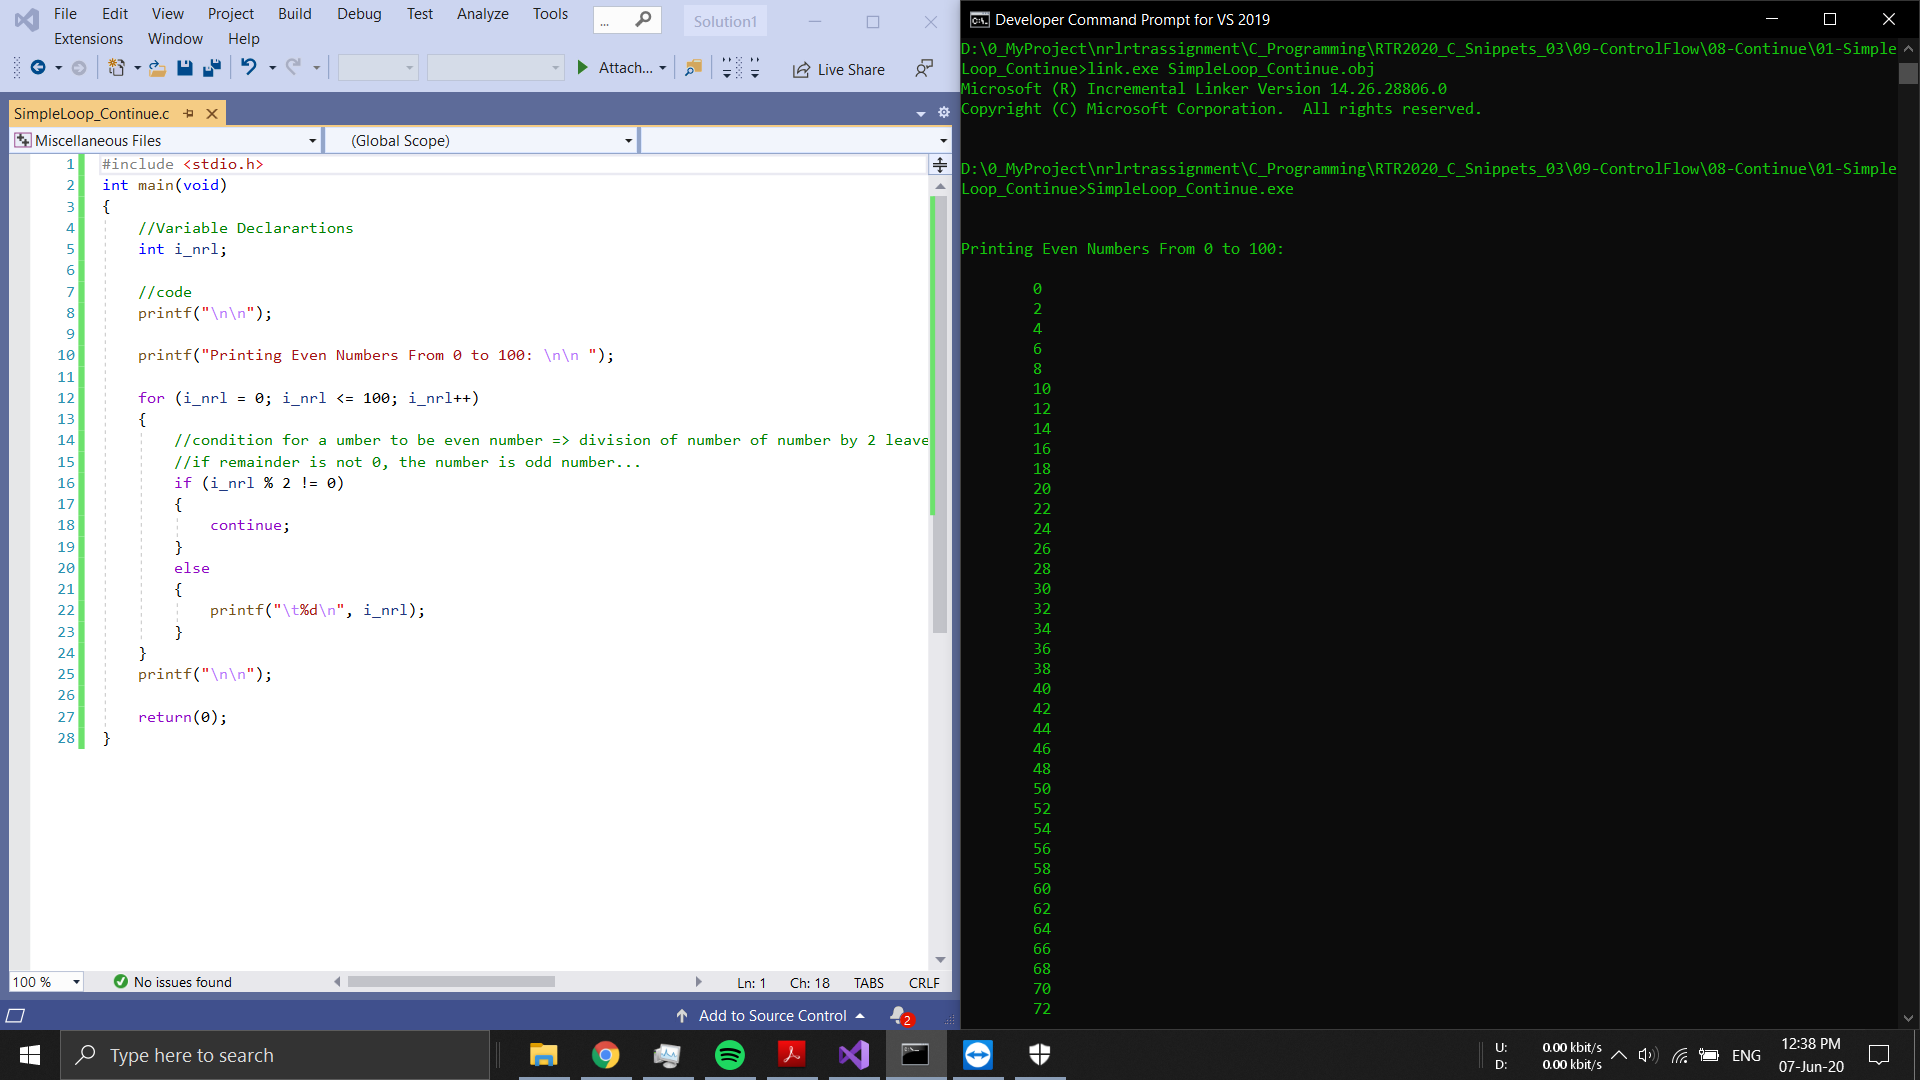 File Edit View Project Build Debug Test Analyze Tools ... Solution1
Extensions Window Help
Attach... Live Share
SimpleLoop_Continue.c
Miscellaneous Files (Global Scope)
1 #include <stdio.h>
2 int main(void)
3 {
4 //Variable Declarartions
5 int i_nrl;
6
7 //code
8 printf("\n\n");
9
10 printf("Printing Even Numbers From 0 to 100: \n\n ");
11
12 for (i_nrl = 0; i_nrl <= 100; i_nrl++)
13 {
14 //condition for a umber to be even number => division of number of number by 2 leave
15 //if remainder is not 0, the number is odd number...
16 if (i_nrl % 2 != 0)
17 {
18 continue;
19 }
20 else
21 {
22 printf("\t%d\n", i_nrl);
23 }
24 }
25 printf("\n\n");
26
27 return(0);
28 }
100 % No issues found Ln: 1 Ch: 18 TABS CRLF
Add to Source Control 2
Developer Command Prompt for VS 2019
D:\0_MyProject\nrlrtrassignment\C_Programming\RTR2020_C_Snippets_03\09-ControlFlow\08-Continue\01-Simple
Loop_Continue>link.exe SimpleLoop_Continue.obj
Microsoft (R) Incremental Linker Version 14.26.28806.0
Copyright (C) Microsoft Corporation.  All rights reserved.
D:\0_MyProject\nrlrtrassignment\C_Programming\RTR2020_C_Snippets_03\09-ControlFlow\08-Continue\01-Simple
Loop_Continue>SimpleLoop_Continue.exe
Printing Even Numbers From 0 to 100:
0
2
4
6
8
10
12
14
16
18
20
22
24
26
28
30
32
34
36
38
40
42
44
46
48
50
52
54
56
58
60
62
64
66
68
70
72
Type here to search
U: 0.00 kbit/s
D: 0.00 kbit/s
ENG
12:38 PM
07-Jun-20